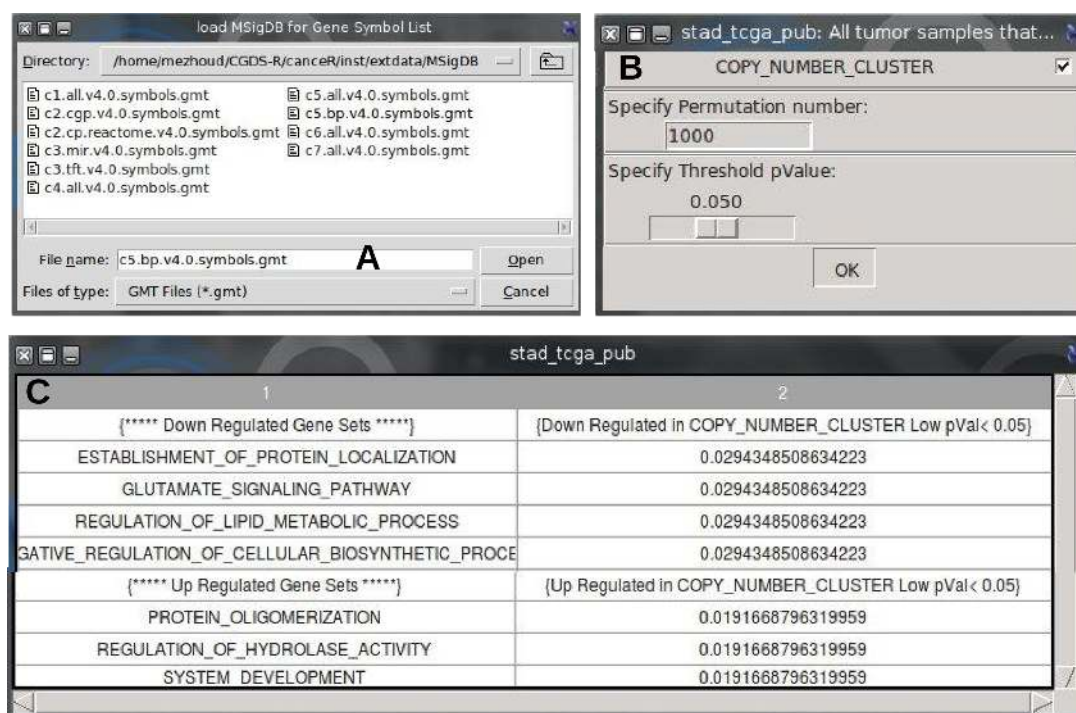 load MSigDB for Gene Symbol List
Directory: /home/mezhoud/CGDS-R/canceR/inst/extdata/MSigDB
c1.all.v4.0.symbols.gmt
c2.cgp.v4.0.symbols.gmt
c2.cp.reactome.v4.0.symbols.gmt
c3.mir.v4.0.symbols.gmt
c3.tft.v4.0.symbols.gmt
c4.all.v4.0.symbols.gmt
c5.all.v4.0.symbols.gmt
c5.bp.v4.0.symbols.gmt
c6.all.v4.0.symbols.gmt
c7.all.v4.0.symbols.gmt
File name: c5.bp.v4.0.symbols.gmt A Open
Files of type: GMT Files (*.gmt) Cancel
stad_tcga_pub: All tumor samples that...
B COPY_NUMBER_CLUSTER
Specify Permutation number:
1000
Specify Threshold pValue:
0.050
OK
stad_tcga_pub
C 1 2
{***** Down Regulated Gene Sets *****} {Down Regulated in COPY_NUMBER_CLUSTER Low pVal< 0.05}
ESTABLISHMENT_OF_PROTEIN_LOCALIZATION 0.0294348508634223
GLUTAMATE_SIGNALING_PATHWAY 0.0294348508634223
REGULATION_OF_LIPID_METABOLIC_PROCESS 0.0294348508634223
GATIVE_REGULATION_OF_CELLULAR_BIOSYNTHETIC_PROCE 0.0294348508634223
{***** Up Regulated Gene Sets *****} {Up Regulated in COPY_NUMBER_CLUSTER Low pVal< 0.05}
PROTEIN_OLIGOMERIZATION 0.0191668796319959
REGULATION_OF_HYDROLASE_ACTIVITY 0.0191668796319959
SYSTEM_DEVELOPMENT 0.0191668796319959